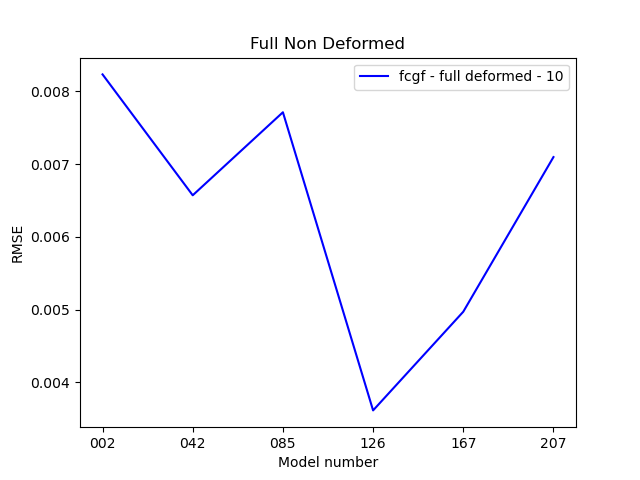 Full Non Deformed
fcgf - full deformed - 10
0.008
0.007
0.006
0.005
0.004
RMSE
002 042 085 126 167 207
Model number